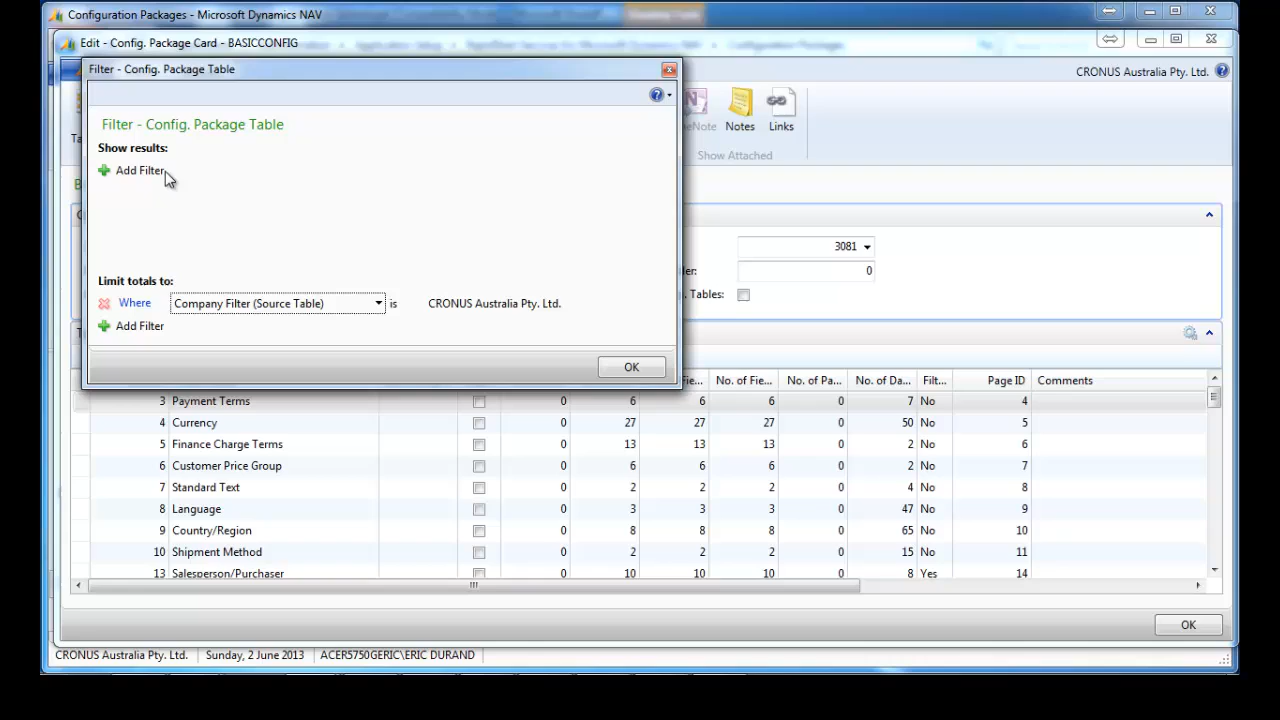 Configuration Packages - Microsoft Dynamics NAV
Edit - Config. Package Card - BASICCONFIG
Filter - Config. Package Table
CRONUS Australia Pty. Ltd.
Filter - Config. Package Table
Notes
Links
Show Attached
Show results:
Add Filter
3081
0
Tables:
Limit totals to:
Where Company Filter (Source Table) is CRONUS Australia Pty. Ltd.
Add Filter
OK
Fie... No. of Fie... No. of Pa... No. of Da... Filt... Page ID Comments
3 Payment Terms 0 6 6 6 0 7 No 4
4 Currency 0 27 27 27 0 50 No 5
5 Finance Charge Terms 0 13 13 13 0 2 No 6
6 Customer Price Group 0 6 6 6 0 2 No 7
7 Standard Text 0 2 2 2 0 4 No 8
8 Language 0 3 3 3 0 47 No 9
9 Country/Region 0 8 8 8 0 65 No 10
10 Shipment Method 0 2 2 2 0 15 No 11
13 Salesperson/Purchaser 0 10 10 10 0 8 Yes 14
OK
CRONUS Australia Pty. Ltd. Sunday, 2 June 2013 ACER5750GERIC\ERIC DURAND